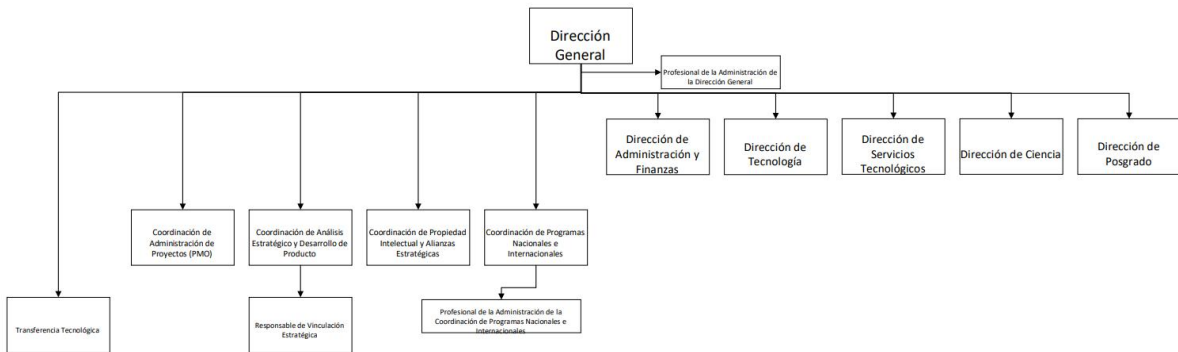 Dirección
General
Profesional de la Administración de
la Dirección General
Dirección de
Administración y
Finanzas
Dirección de
Tecnología
Dirección de
Servicios
Tecnológicos
Dirección de Ciencia
Dirección de
Posgrado
Coordinación de
Administración de
Proyectos (PMO)
Coordinación de Análisis
Estratégico y Desarrollo de
Producto
Coordinación de Propiedad
Intelectual y Alianzas
Estratégicas
Coordinación de Programas
Nacionales e
Internacionales
Transferencia Tecnológica
Responsable de Vinculación
Estratégica
Profesional de la Administración de la
Coordinación de Programas Nacionales e
Internacionales